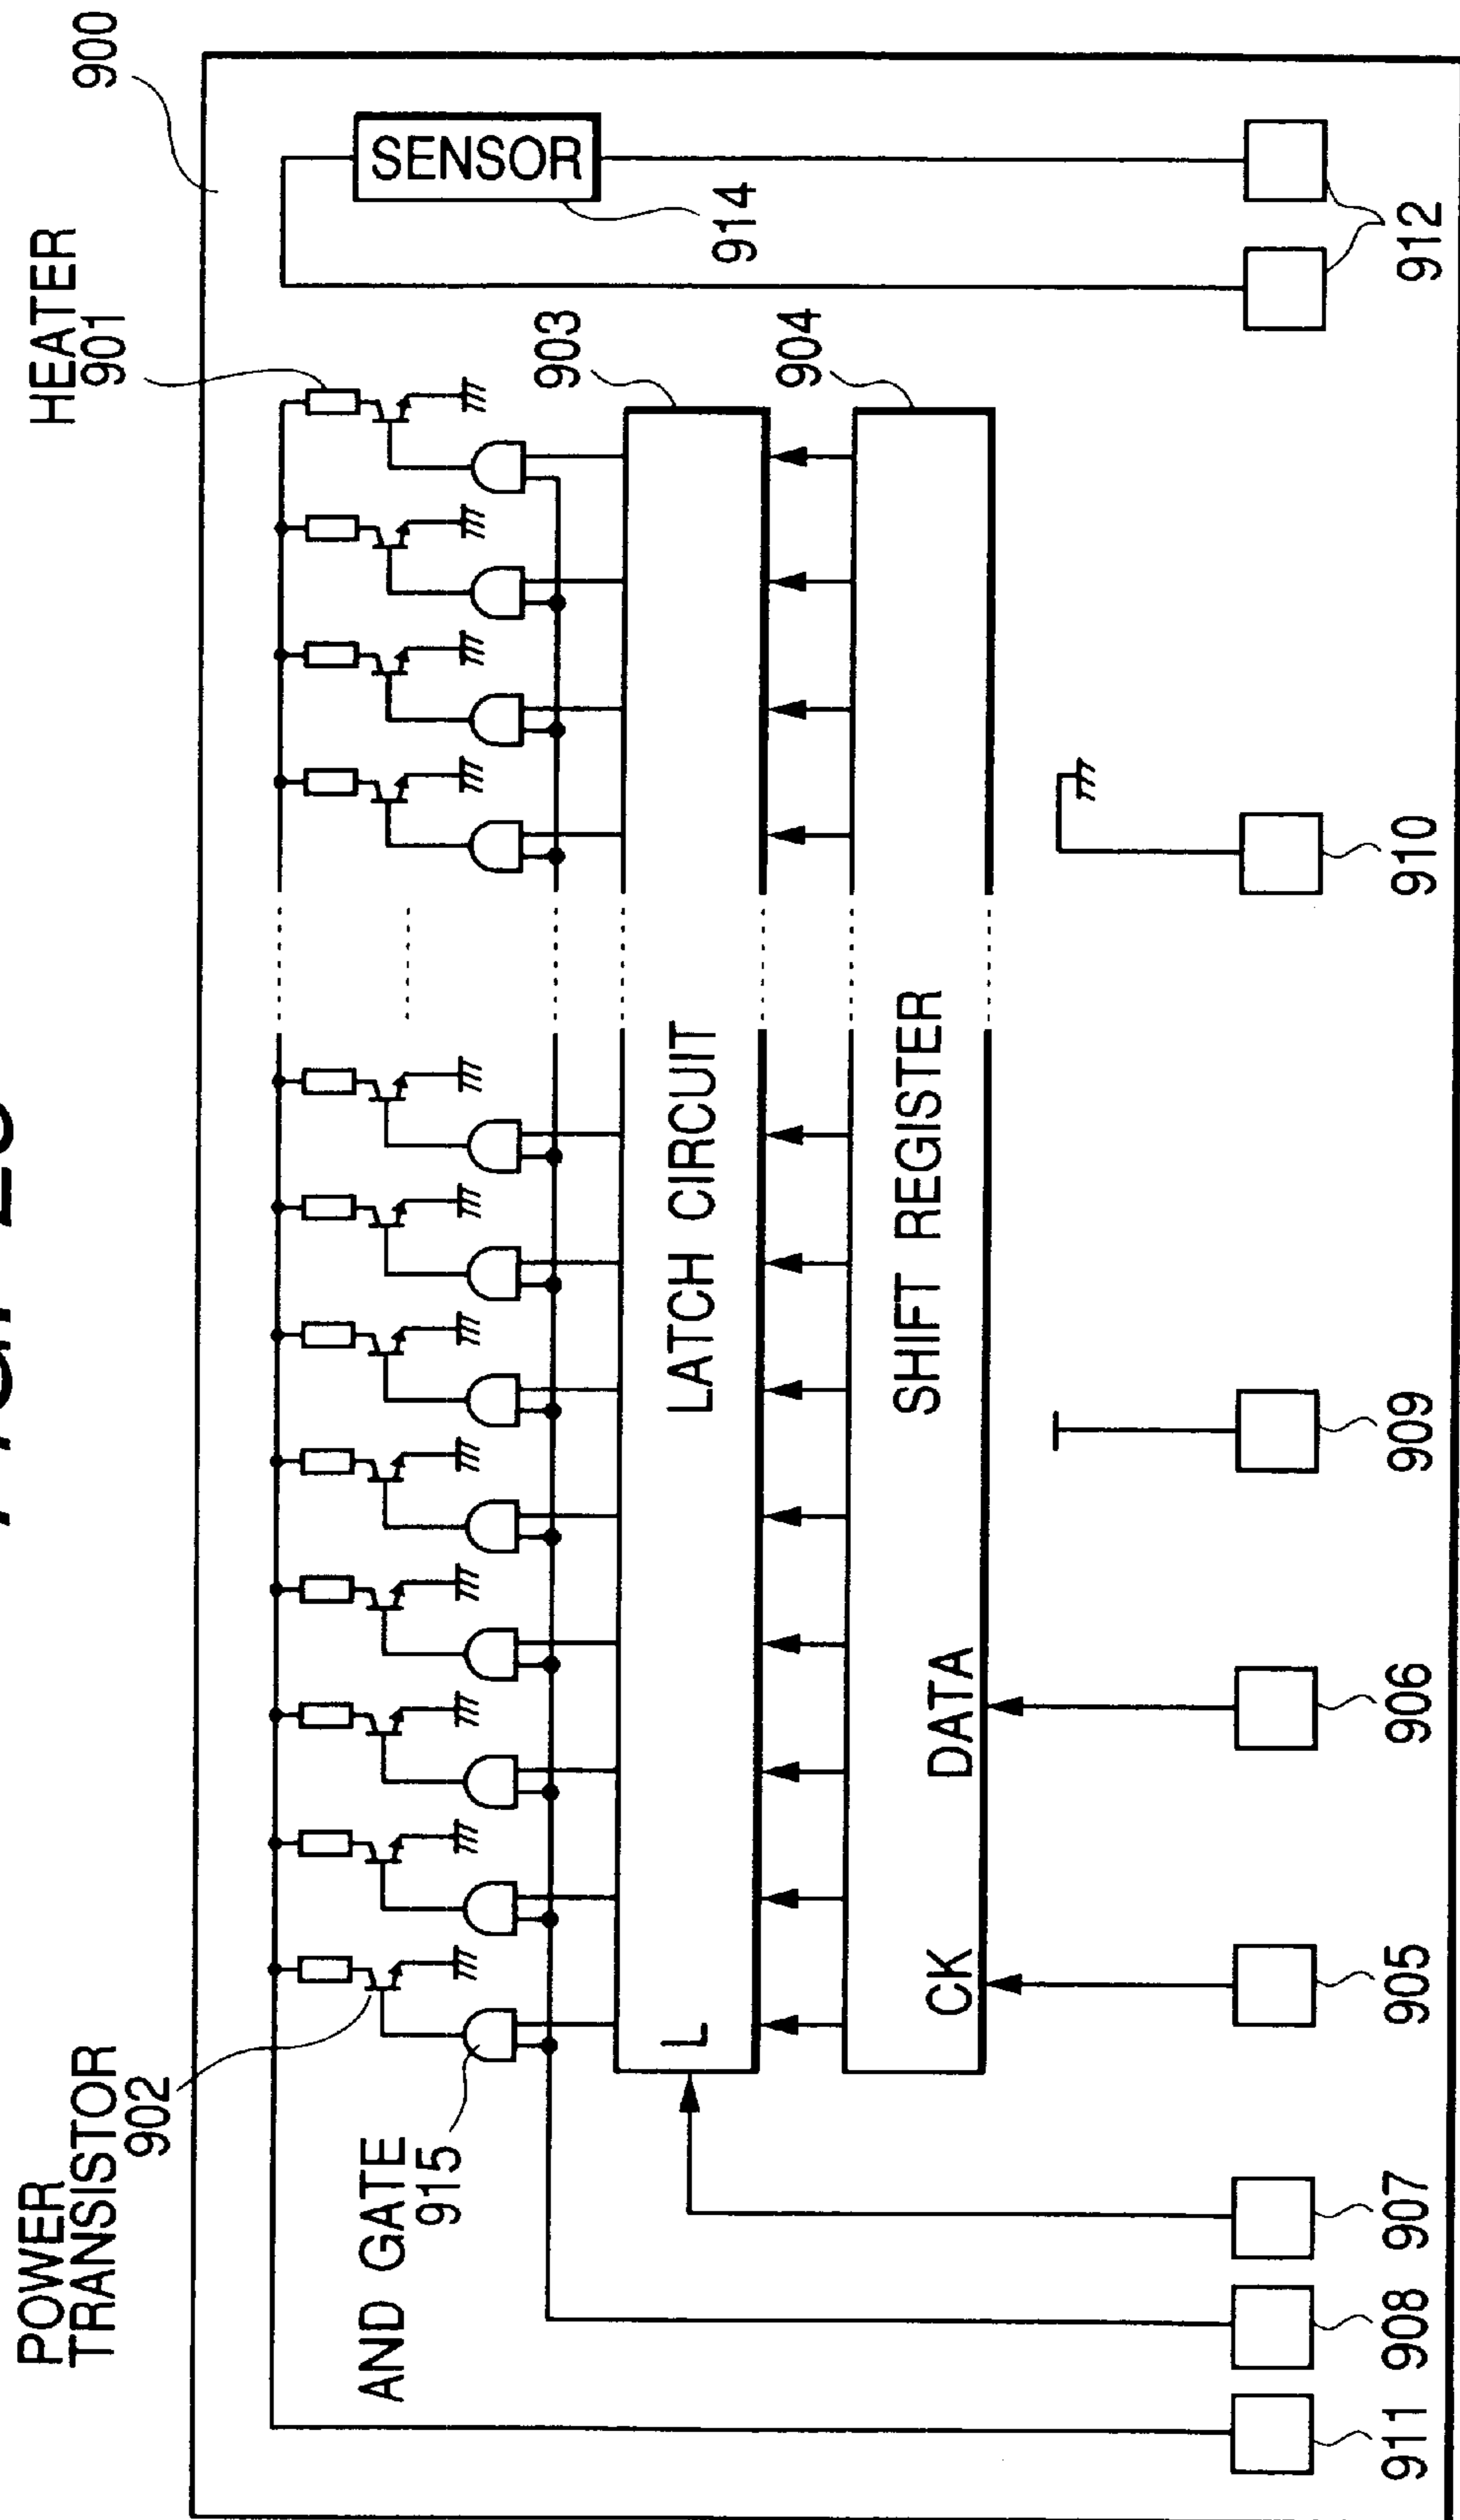 900
HEATER
901
POWER
TRANSISTOR
902
AND GATE
915
SENSOR
914
903
LATCH CIRCUIT
L
904
SHIFT REGISTER
CK
DATA
911
908
907
905
906
909
910
912